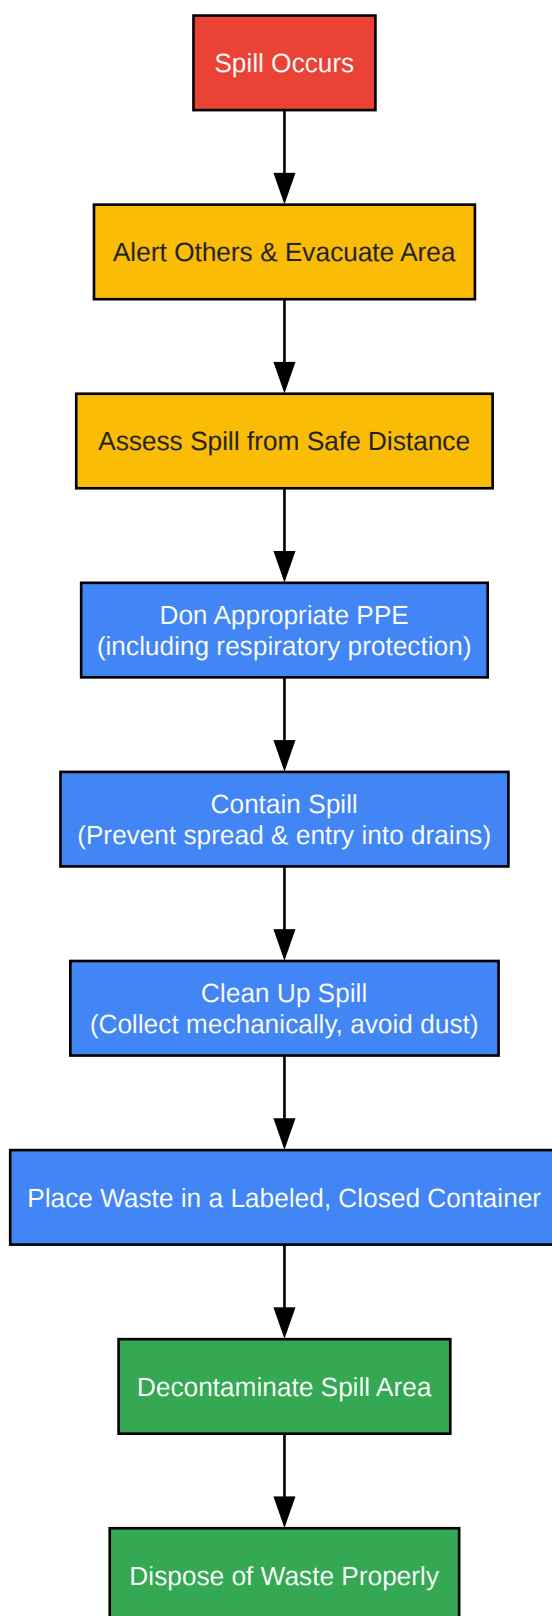 Spill Occurs
Alert Others & Evacuate Area
Assess Spill from Safe Distance
Don Appropriate PPE
(including respiratory protection)
Contain Spill
(Prevent spread & entry into drains)
Clean Up Spill
(Collect mechanically, avoid dust)
Place Waste in a Labeled, Closed Container
Decontaminate Spill Area
Dispose of Waste Properly